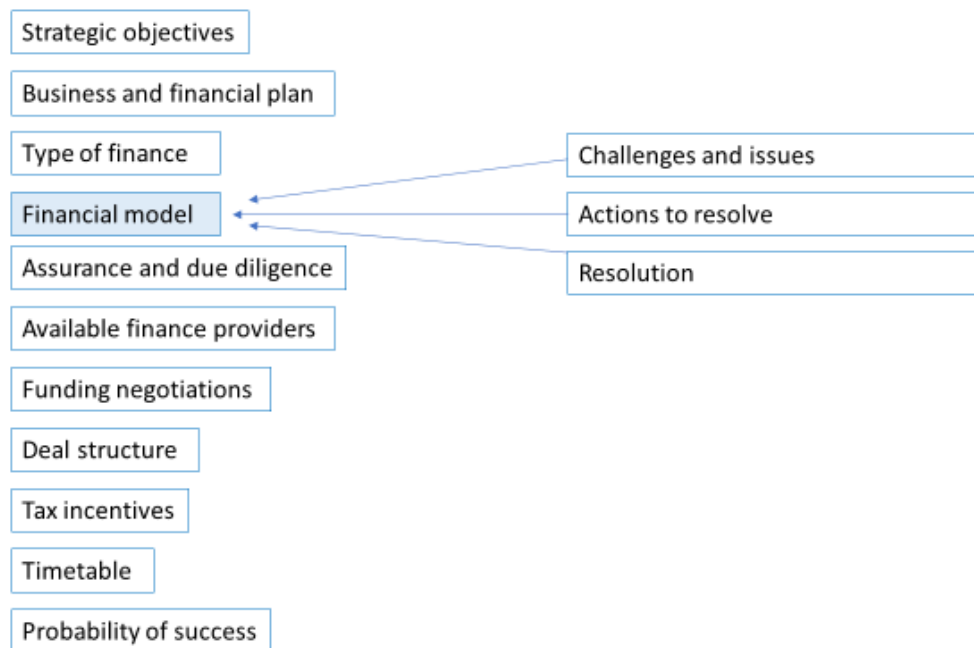 Strategic objectives
Business and financial plan
Type of finance
Challenges and issues
Financial model
Actions to resolve
Assurance and due diligence
Resolution
Available finance providers
Funding negotiations
Deal structure
Tax incentives
Timetable
Probability of success